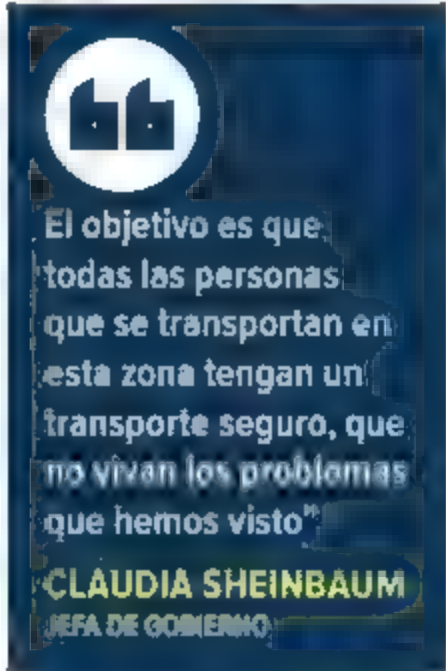 El objetivo es que
todas las personas
que se transportan en
esta zona tengan un
transporte seguro, que
no vivan los problemas
que hemos visto"
CLAUDIA SHEINBAUM
JEFA DE GOBIERNO